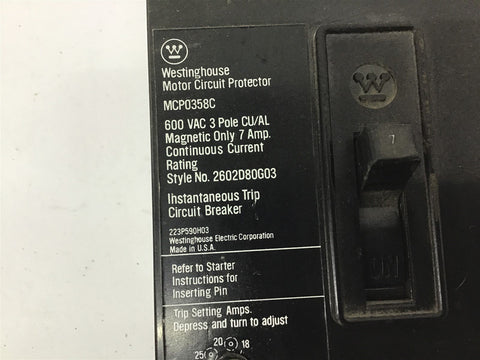 W
Westinghouse
Motor Circuit Protector
MCP0358C
600 VAC 3 Pole CU/AL
Magnetic Only 7 Amp.
Continuous Current
Rating
Style No. 2602D80G03
Instantaneous Trip
Circuit Breaker
223P590H03
Westinghouse Electric Corporation
Made in U.S.A.
Refer to Starter
Instructions for
Inserting Pin
Trip Setting Amps.
Depress and turn to adjust
20 18
25
W
7